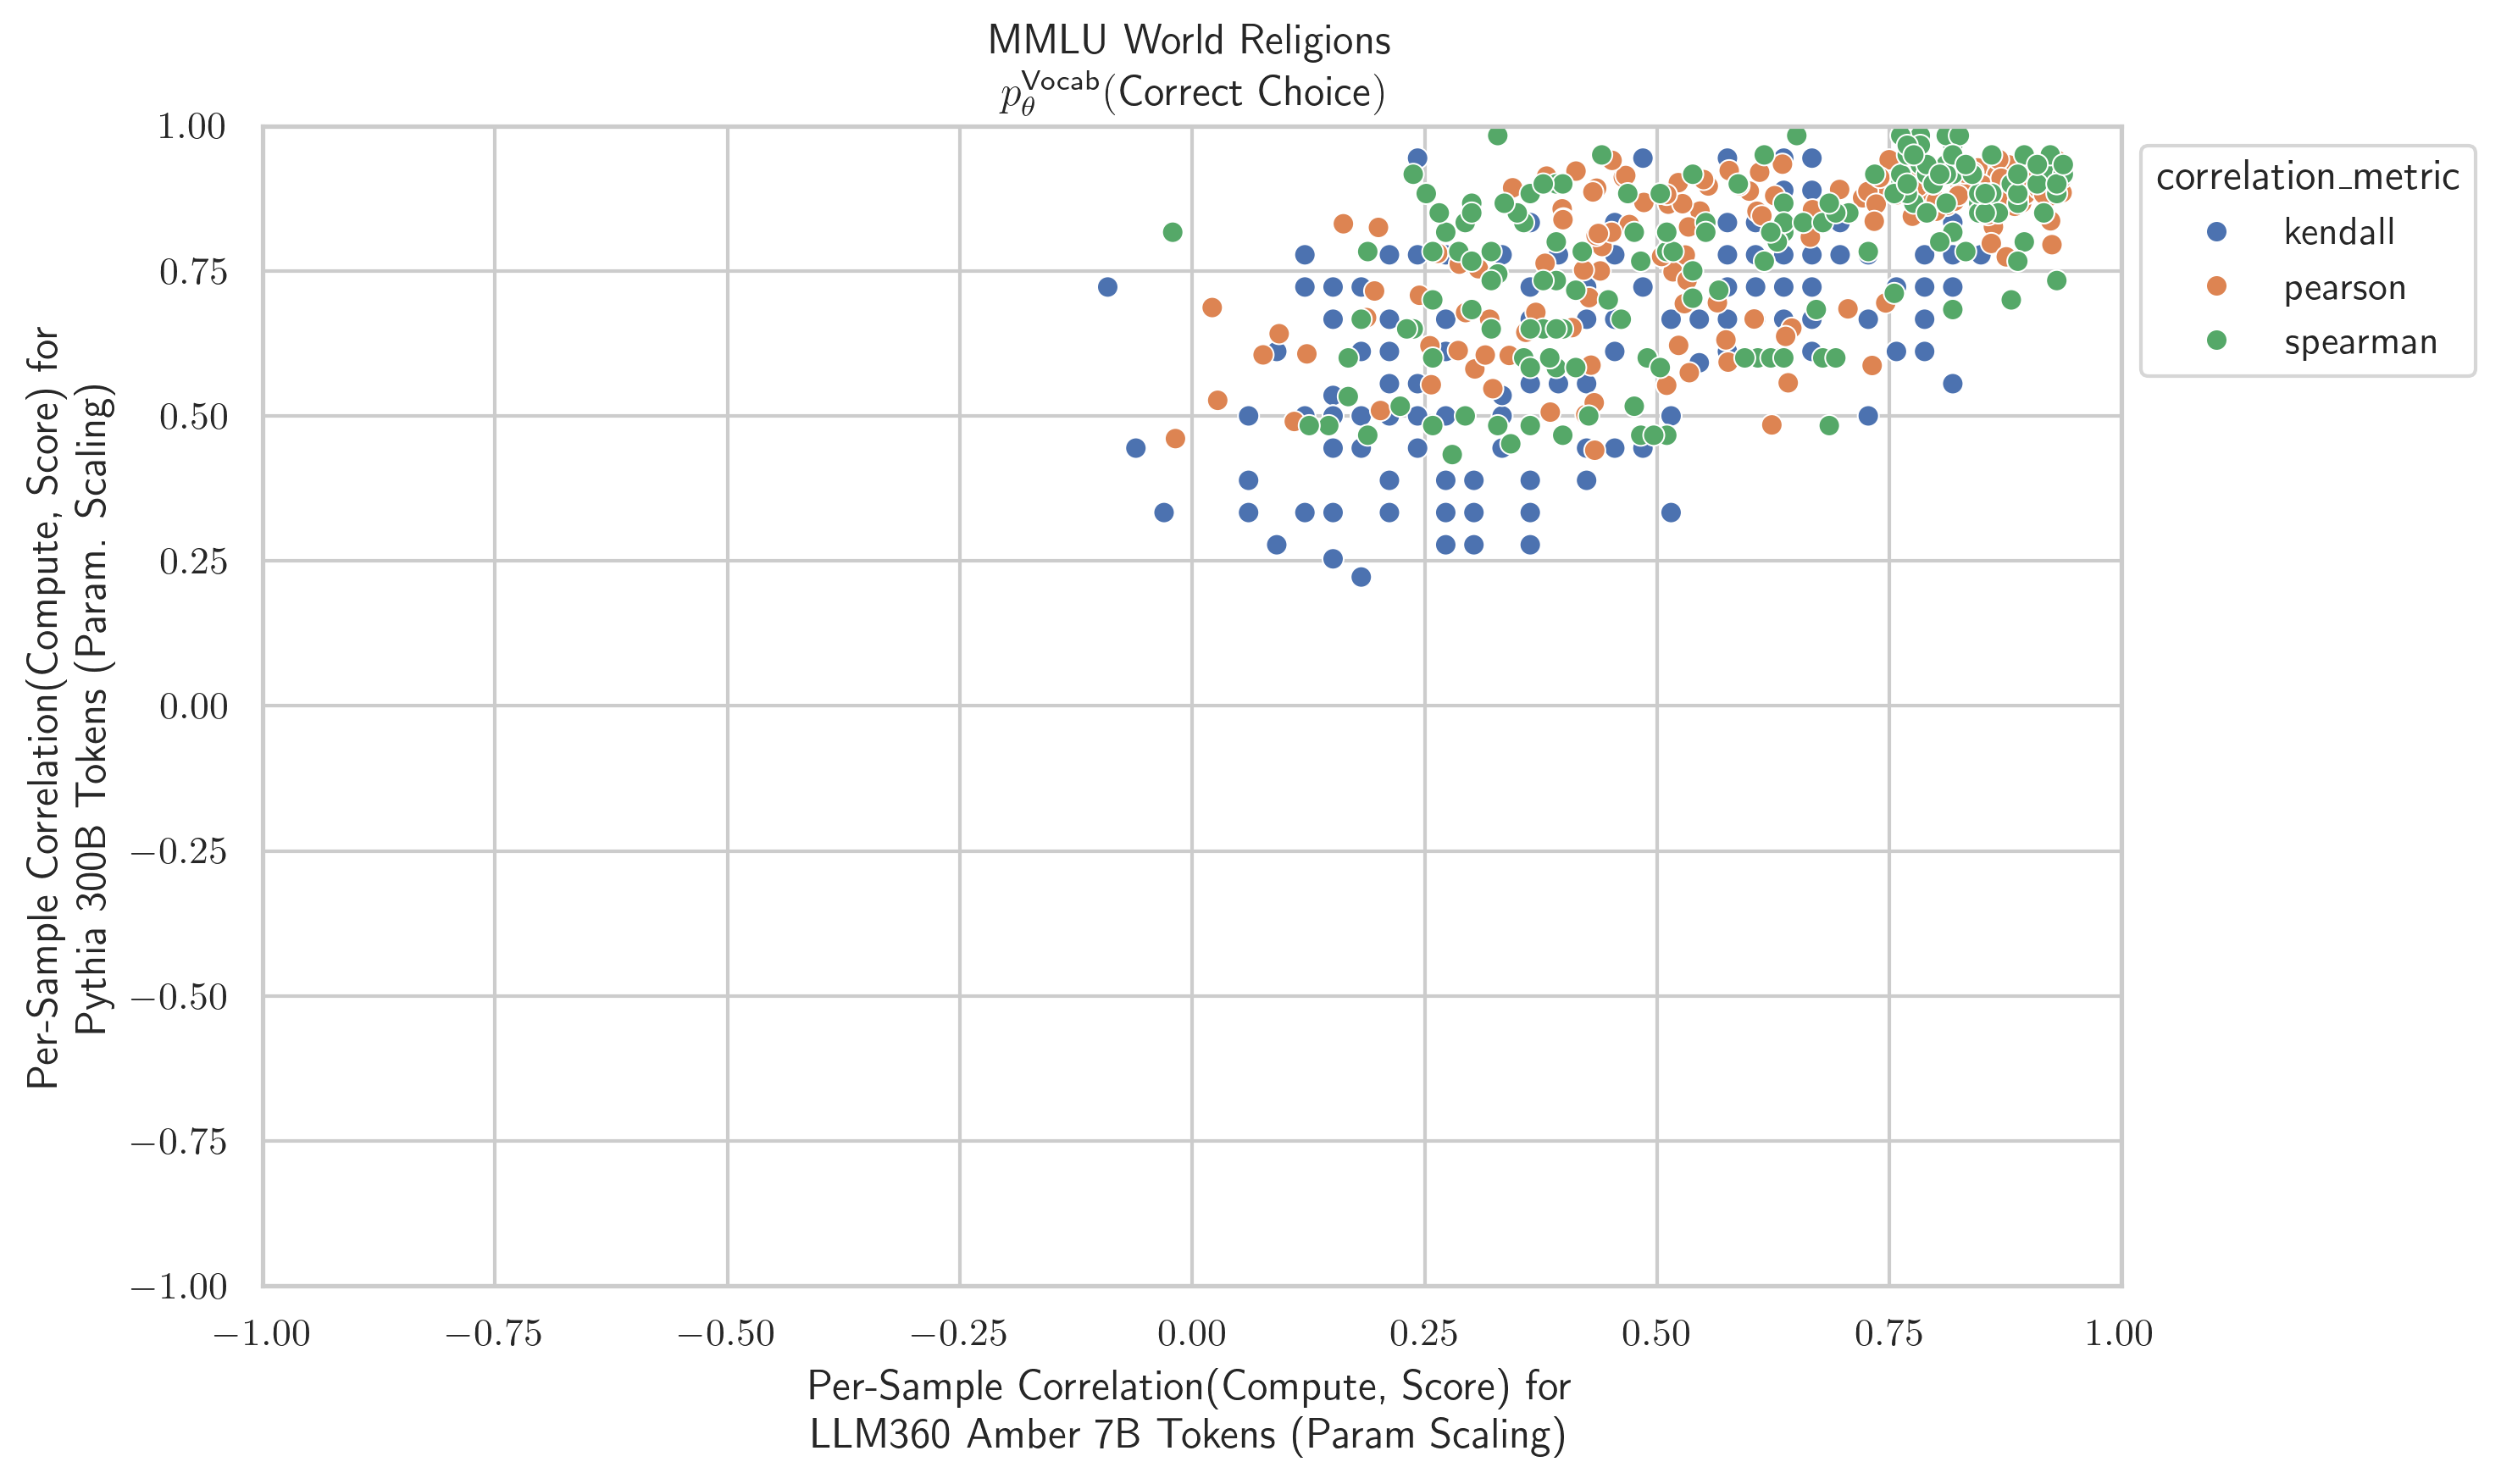 MMLU World Religions
p_θ^Vocab(Correct Choice)
1.00
0.75
0.50
0.25
0.00
−0.25
−0.50
−0.75
−1.00
Per-Sample Correlation(Compute, Score) for
Pythia 300B Tokens (Param. Scaling)
−1.00 −0.75 −0.50 −0.25 0.00 0.25 0.50 0.75 1.00
Per-Sample Correlation(Compute, Score) for
LLM360 Amber 7B Tokens (Param Scaling)
correlation_metric
kendall
pearson
spearman